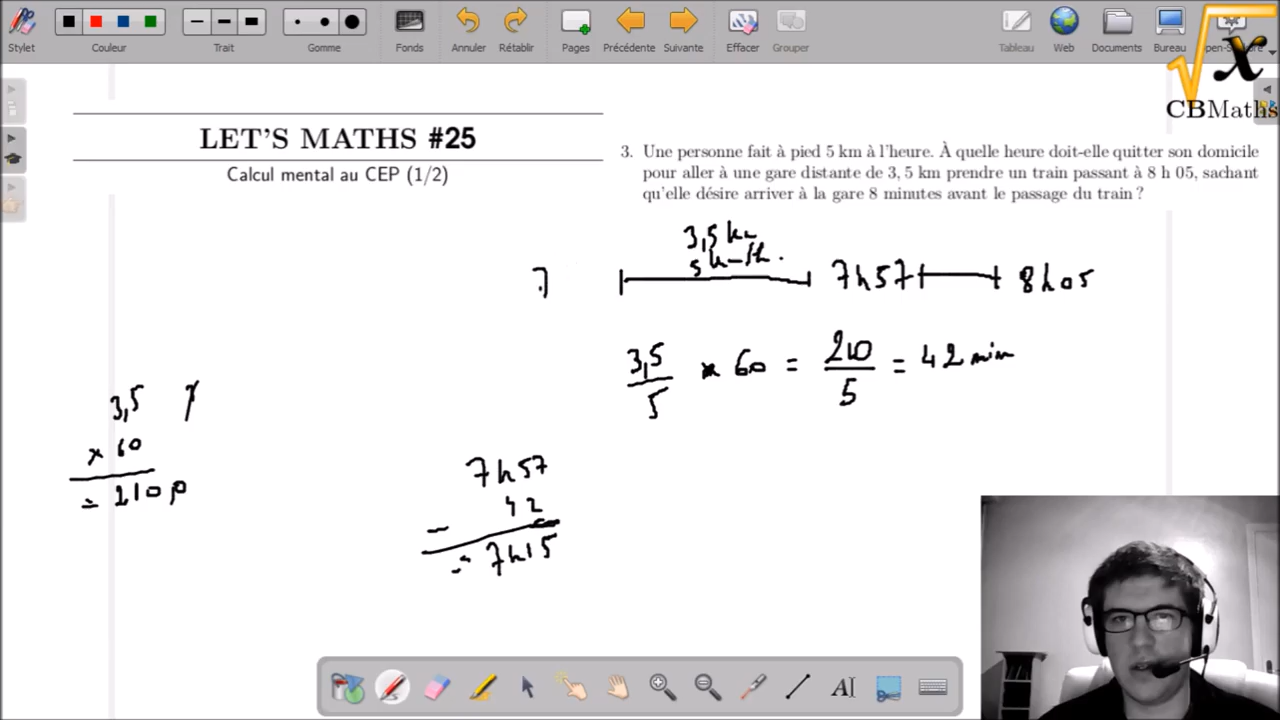 Stylet
Couleur
Trait
Gomme
Fonds
Annuler
Rétablir
Pages
Précédente
Suivante
Effacer
Grouper
Tableau
Web
Documents
Bureau
CBMaths
LET'S MATHS #25
Calcul mental au CEP (1/2)
3. Une personne fait à pied 5 km à l'heure. À quelle heure doit-elle quitter son domicile
pour aller à une gare distante de 3, 5 km prendre un train passant à 8 h 05, sachant
qu'elle désire arriver à la gare 8 minutes avant le passage du train ?
3,5 km
5 km/h.
7h57
8h05
3,5/5 × 60 = 210/5 = 42 min
3,5
× 60
= 210
7h57
- 42
= 7h15
AI